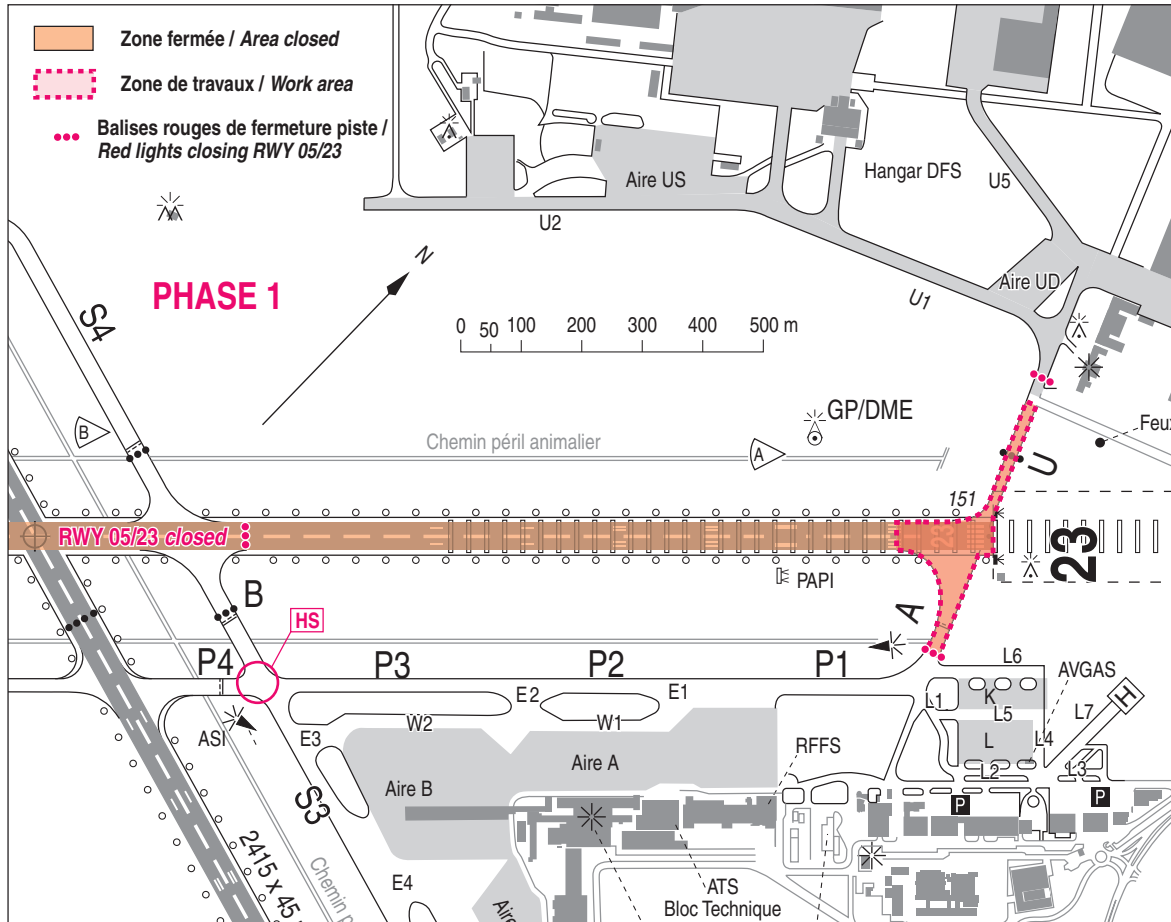 Zone fermée / Area closed
Zone de travaux / Work area
Balises rouges de fermeture piste /
Red lights closing RWY 05/23
PHASE 1
N
0 50 100 200 300 400 500 m
Aire US
Hangar DFS
U5
U2
U1
Aire UD
S4
B
GP/DME
Chemin péril animalier
A
Feux
U
151
RWY 05/23 closed
23
23
PAPI
B
A
HS
P4
P3
P2
P1
L6
AVGAS
E2
E1
W2
W1
L1
K
L5
L7
H
ASI
E3
L
L4
RFFS
L2
L3
Aire B
Aire A
P
P
S3
2415 x 45
Chemin p
E4
Aire
ATS
Bloc Technique